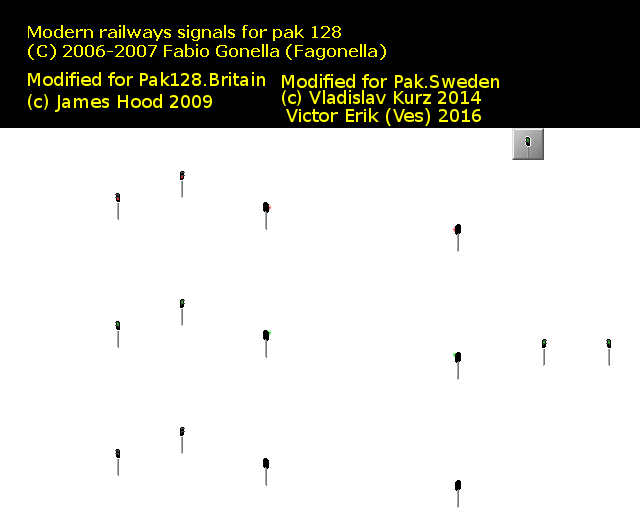 Modern railways signals for pak 128
(C) 2006-2007 Fabio Gonella (Fagonella)
Modified for Pak128.Britain
(c) James Hood 2009
Modified for Pak.Sweden
(c) Vladislav Kurz 2014
Victor Erik (Ves) 2016